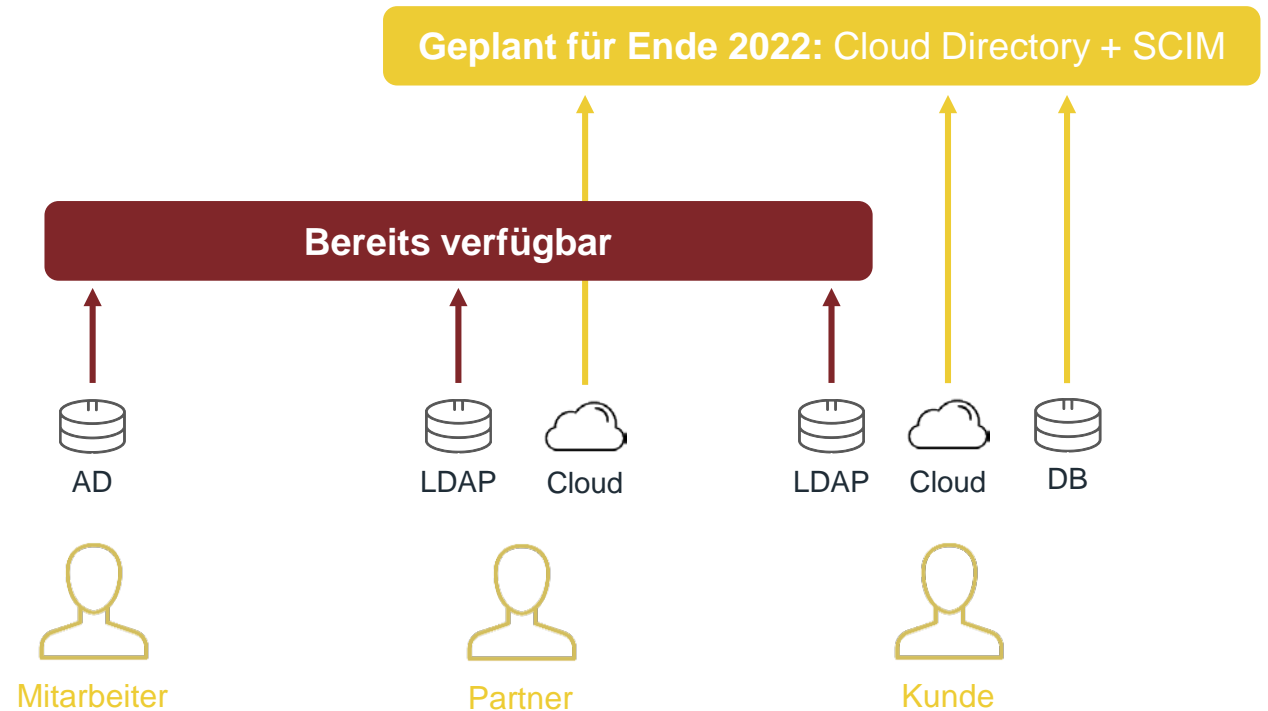 Geplant für Ende 2022: Cloud Directory + SCIM
Bereits verfügbar
AD
LDAP
Cloud
LDAP
Cloud
DB
Mitarbeiter
Partner
Kunde